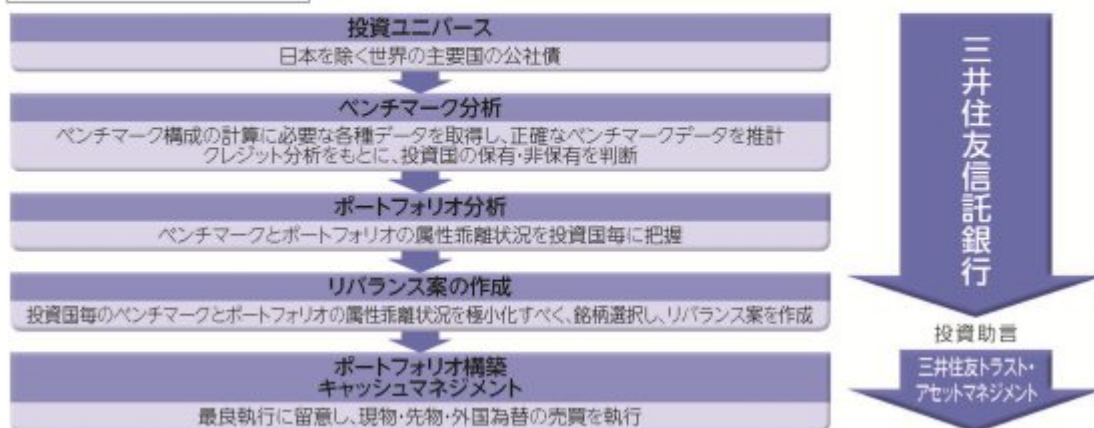 投資ユニバース
日本を除く世界の主要国の公社債
ベンチマーク分析
ベンチマーク構成の計算に必要な各種データを取得し、正確なベンチマークデータを推計
クレジット分析をもとに、投資国の保有・非保有を判断
ポートフォリオ分析
ベンチマークとポートフォリオの属性乖離状況を投資国毎に把握
リバランス案の作成
投資国毎のベンチマークとポートフォリオの属性乖離状況を極小化すべく、銘柄選択し、リバランス案を作成
ポートフォリオ構築
キャッシュマネジメント
最良執行に留意し、現物・先物・外国為替の売買を執行
三井住友信託銀行
投資助言
三井住友トラスト・
アセットマネジメント